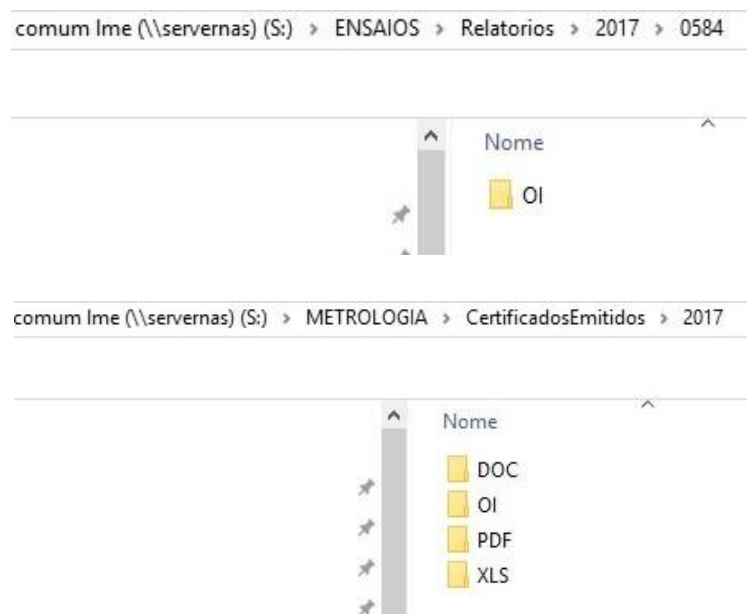 comum lme (\\servernas) (S:) > ENSAIOS > Relatorios > 2017 > 0584
Nome
OI
comum lme (\\servernas) (S:) > METROLOGIA > CertificadosEmitidos > 2017
Nome
DOC
OI
PDF
XLS